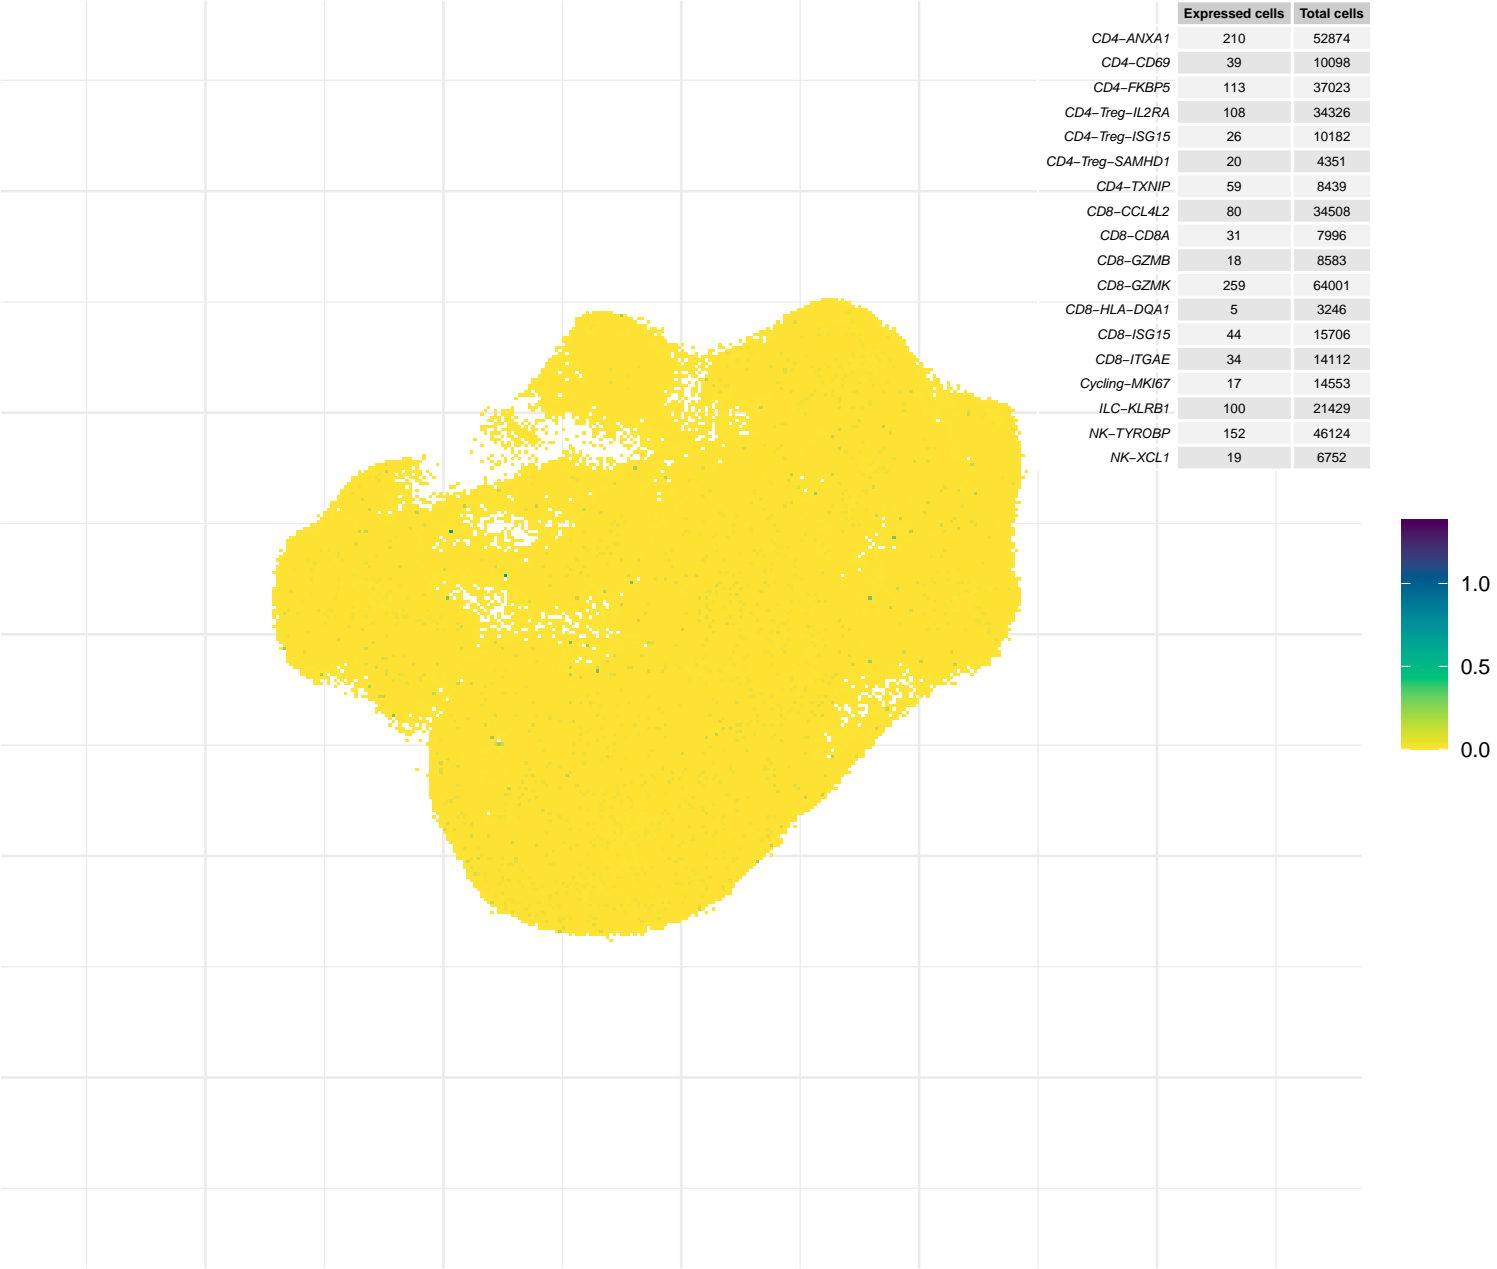 Expressed cells Total cells
CD4−ANXA1 210 52874
CD4−CD69 39 10098
CD4−FKBP5 113 37023
CD4−Treg−IL2RA 108 34326
CD4−Treg−ISG15 26 10182
CD4−Treg−SAMHD1 20 4351
CD4−TXNIP 59 8439
CD8−CCL4L2 80 34508
CD8−CD8A 31 7996
CD8−GZMB 18 8583
CD8−GZMK 259 64001
CD8−HLA−DQA1 5 3246
CD8−ISG15 44 15706
CD8−ITGAE 34 14112
Cycling−MKI67 17 14553
ILC−KLRB1 100 21429
NK−TYROBP 152 46124
NK−XCL1 19 6752
1.0
0.5
0.0